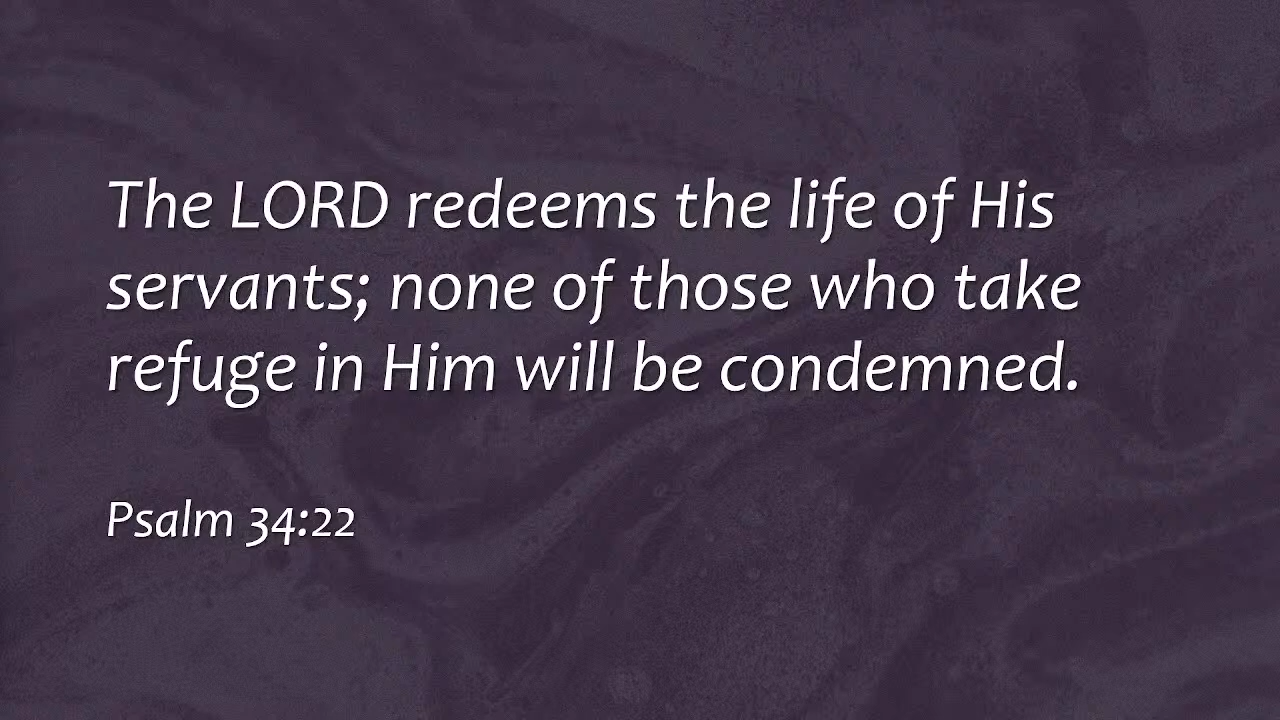 The LORD redeems the life of His
servants; none of those who take
refuge in Him will be condemned.
Psalm 34:22